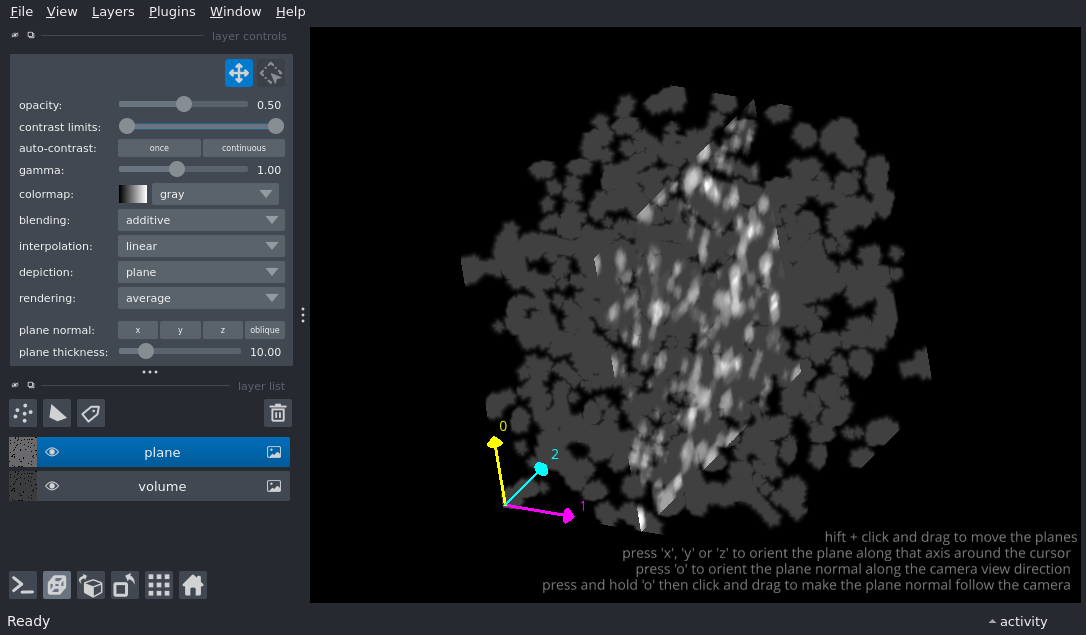 File View Layers Plugins Window Help
layer controls
opacity: 0.50
contrast limits:
auto-contrast: once continuous
gamma: 1.00
colormap: gray
blending: additive
interpolation: linear
depiction: plane
rendering: average
plane normal: x y z oblique
plane thickness: 10.00
layer list
plane
volume
0
2
1
hift + click and drag to move the planes
press 'x', 'y' or 'z' to orient the plane along that axis around the cursor
press 'o' to orient the plane normal along the camera view direction
press and hold 'o' then click and drag to make the plane normal follow the camera
Ready
activity